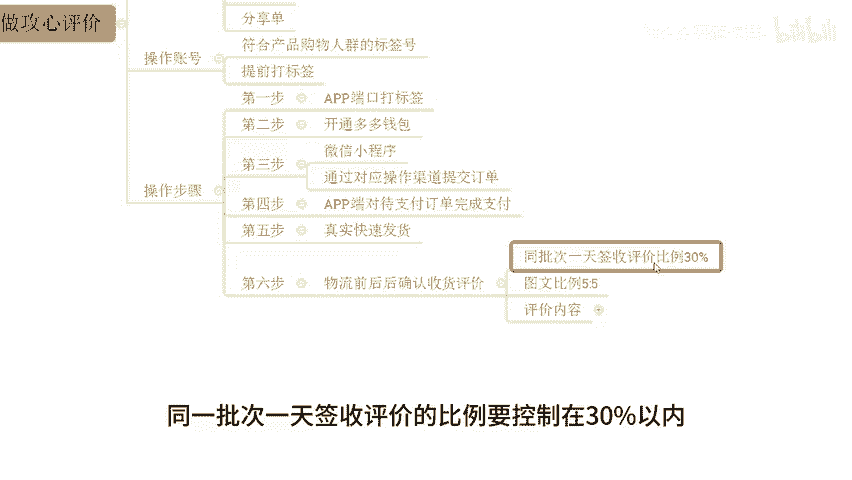 做攻心评价
分享单
操作账号
符合产品购物人群的标签号
提前打标签
操作步骤
第一步
APP端口打标签
第二步
开通多多钱包
第三步
微信小程序
通过对应操作渠道提交订单
第四步
APP端对待支付订单完成支付
第五步
真实快速发货
第六步
物流前后后确认收货评价
同批次一天签收评价比例30%
图文比例5:5
评价内容
同一批次一天签收评价的比例要控制在30%以内
bilibili